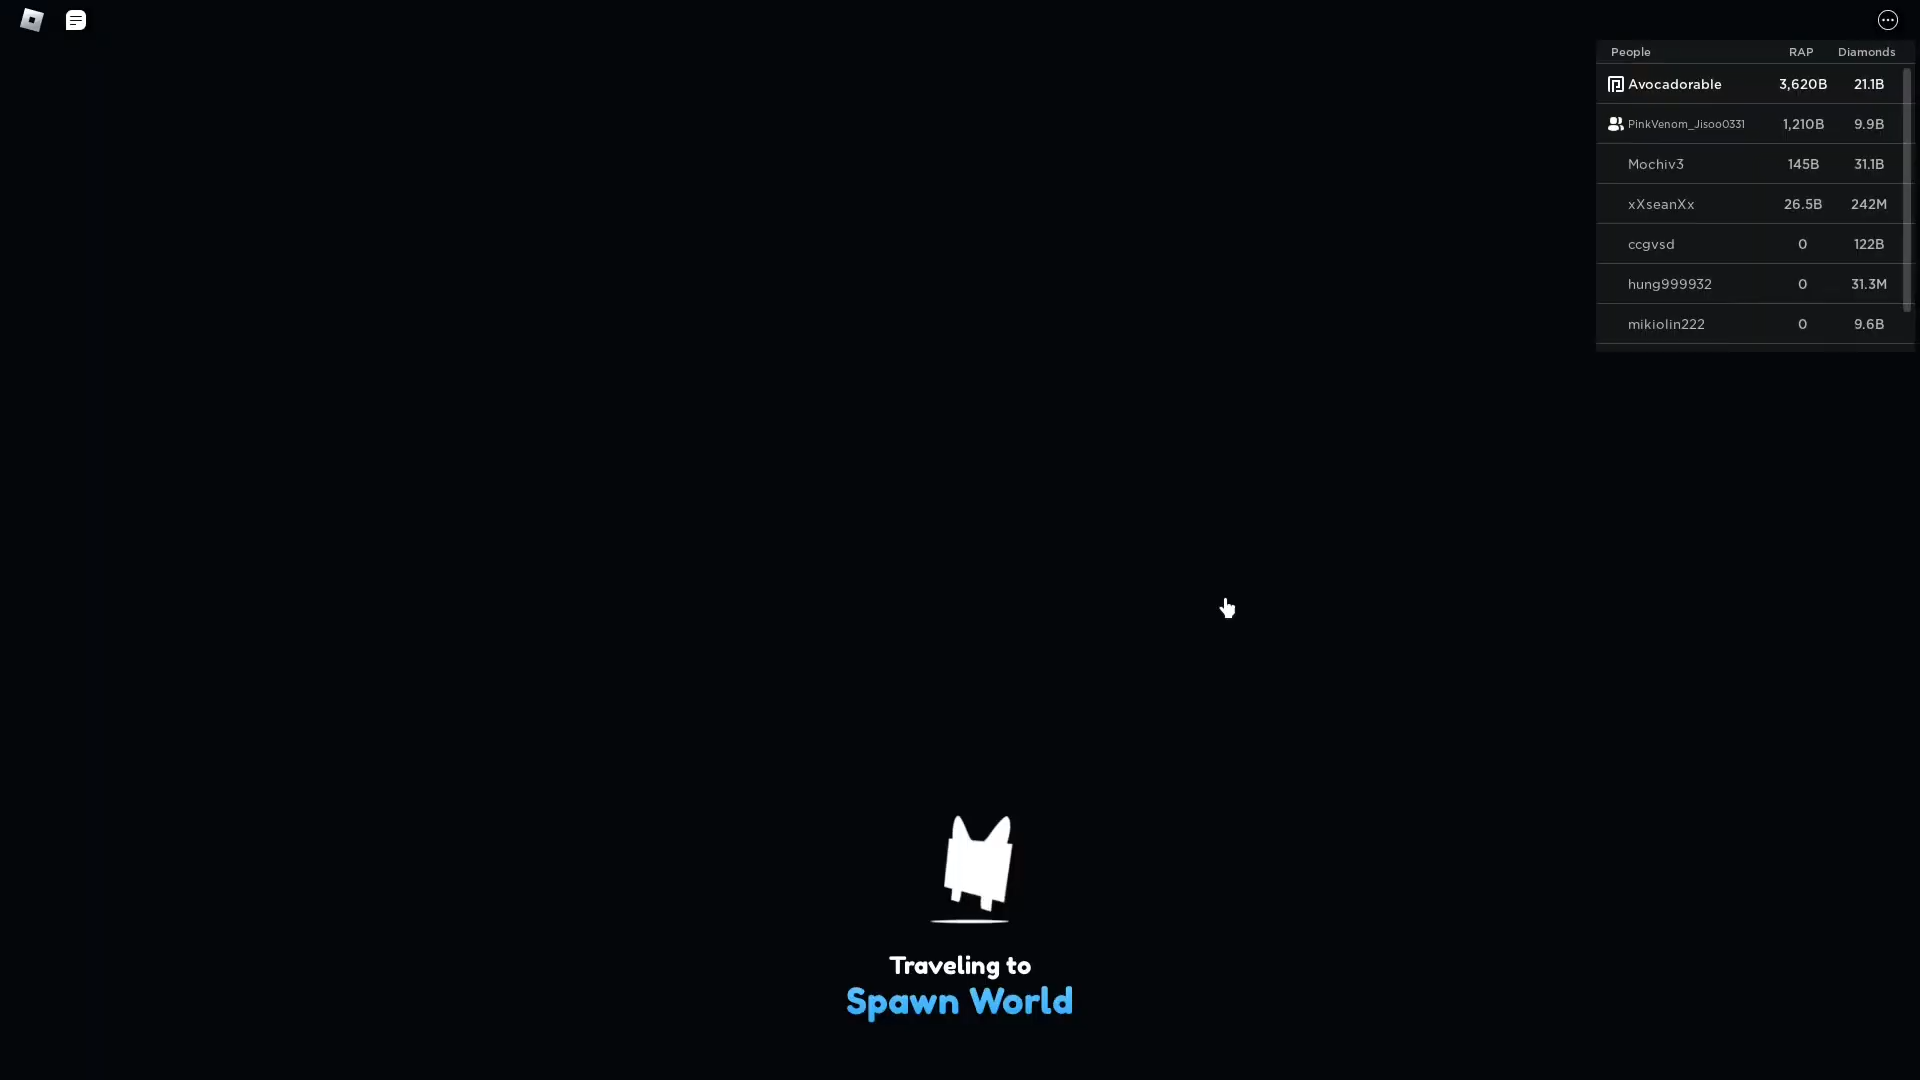 People RAP Diamonds
Avocadorable 3,620B 21.1B
PinkVenom_Jisoo0331 1,210B 9.9B
Mochiv3 145B 31.1B
xXseanXx 26.5B 242M
ccgvsd 0 122B
hung999932 0 31.3M
mikiolin222 0 9.6B
Traveling to
Spawn World